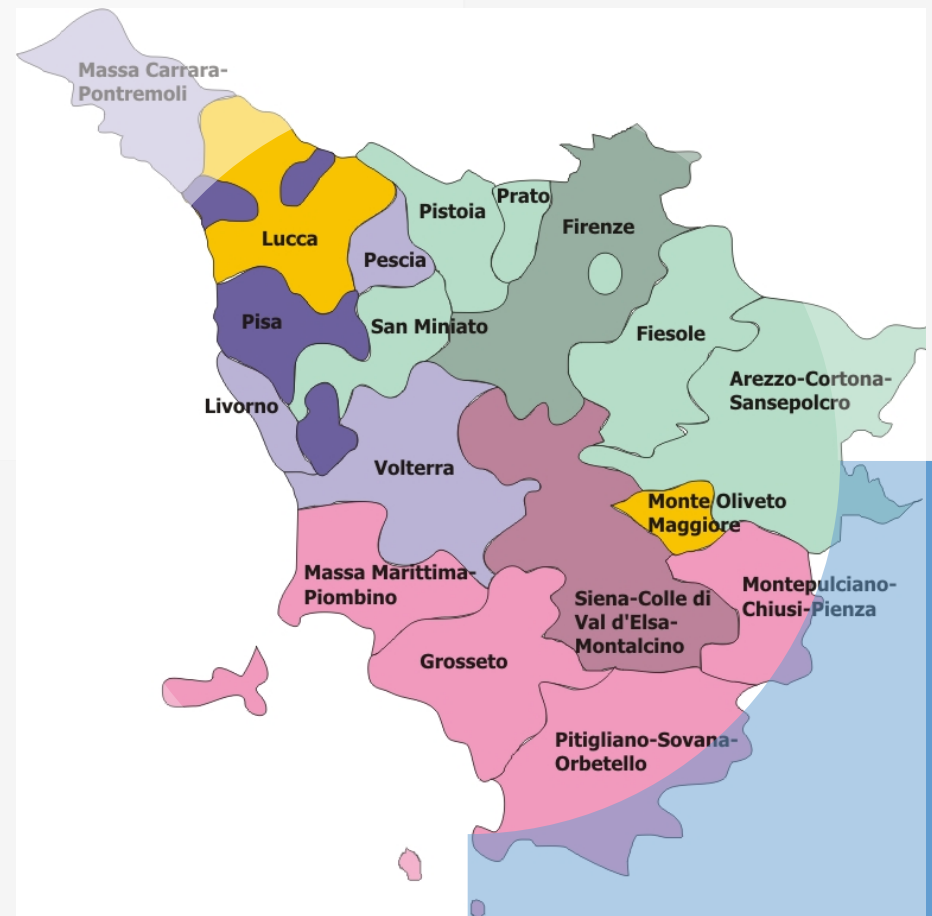 Massa Carrara-
Pontremoli
Prato
Pistoia
Firenze
Lucca
Pescia
Pisa
San Miniato
Fiesole
Arezzo-Cortona-
Sansepolcro
Livorno
Volterra
Monte Oliveto
Maggiore
Massa Marittima-
Piombino
Montepulciano-
Chiusi-Pienza
Siena-Colle di
Val d'Elsa-
Montalcino
Grosseto
Pitigliano-Sovana-
Orbetello